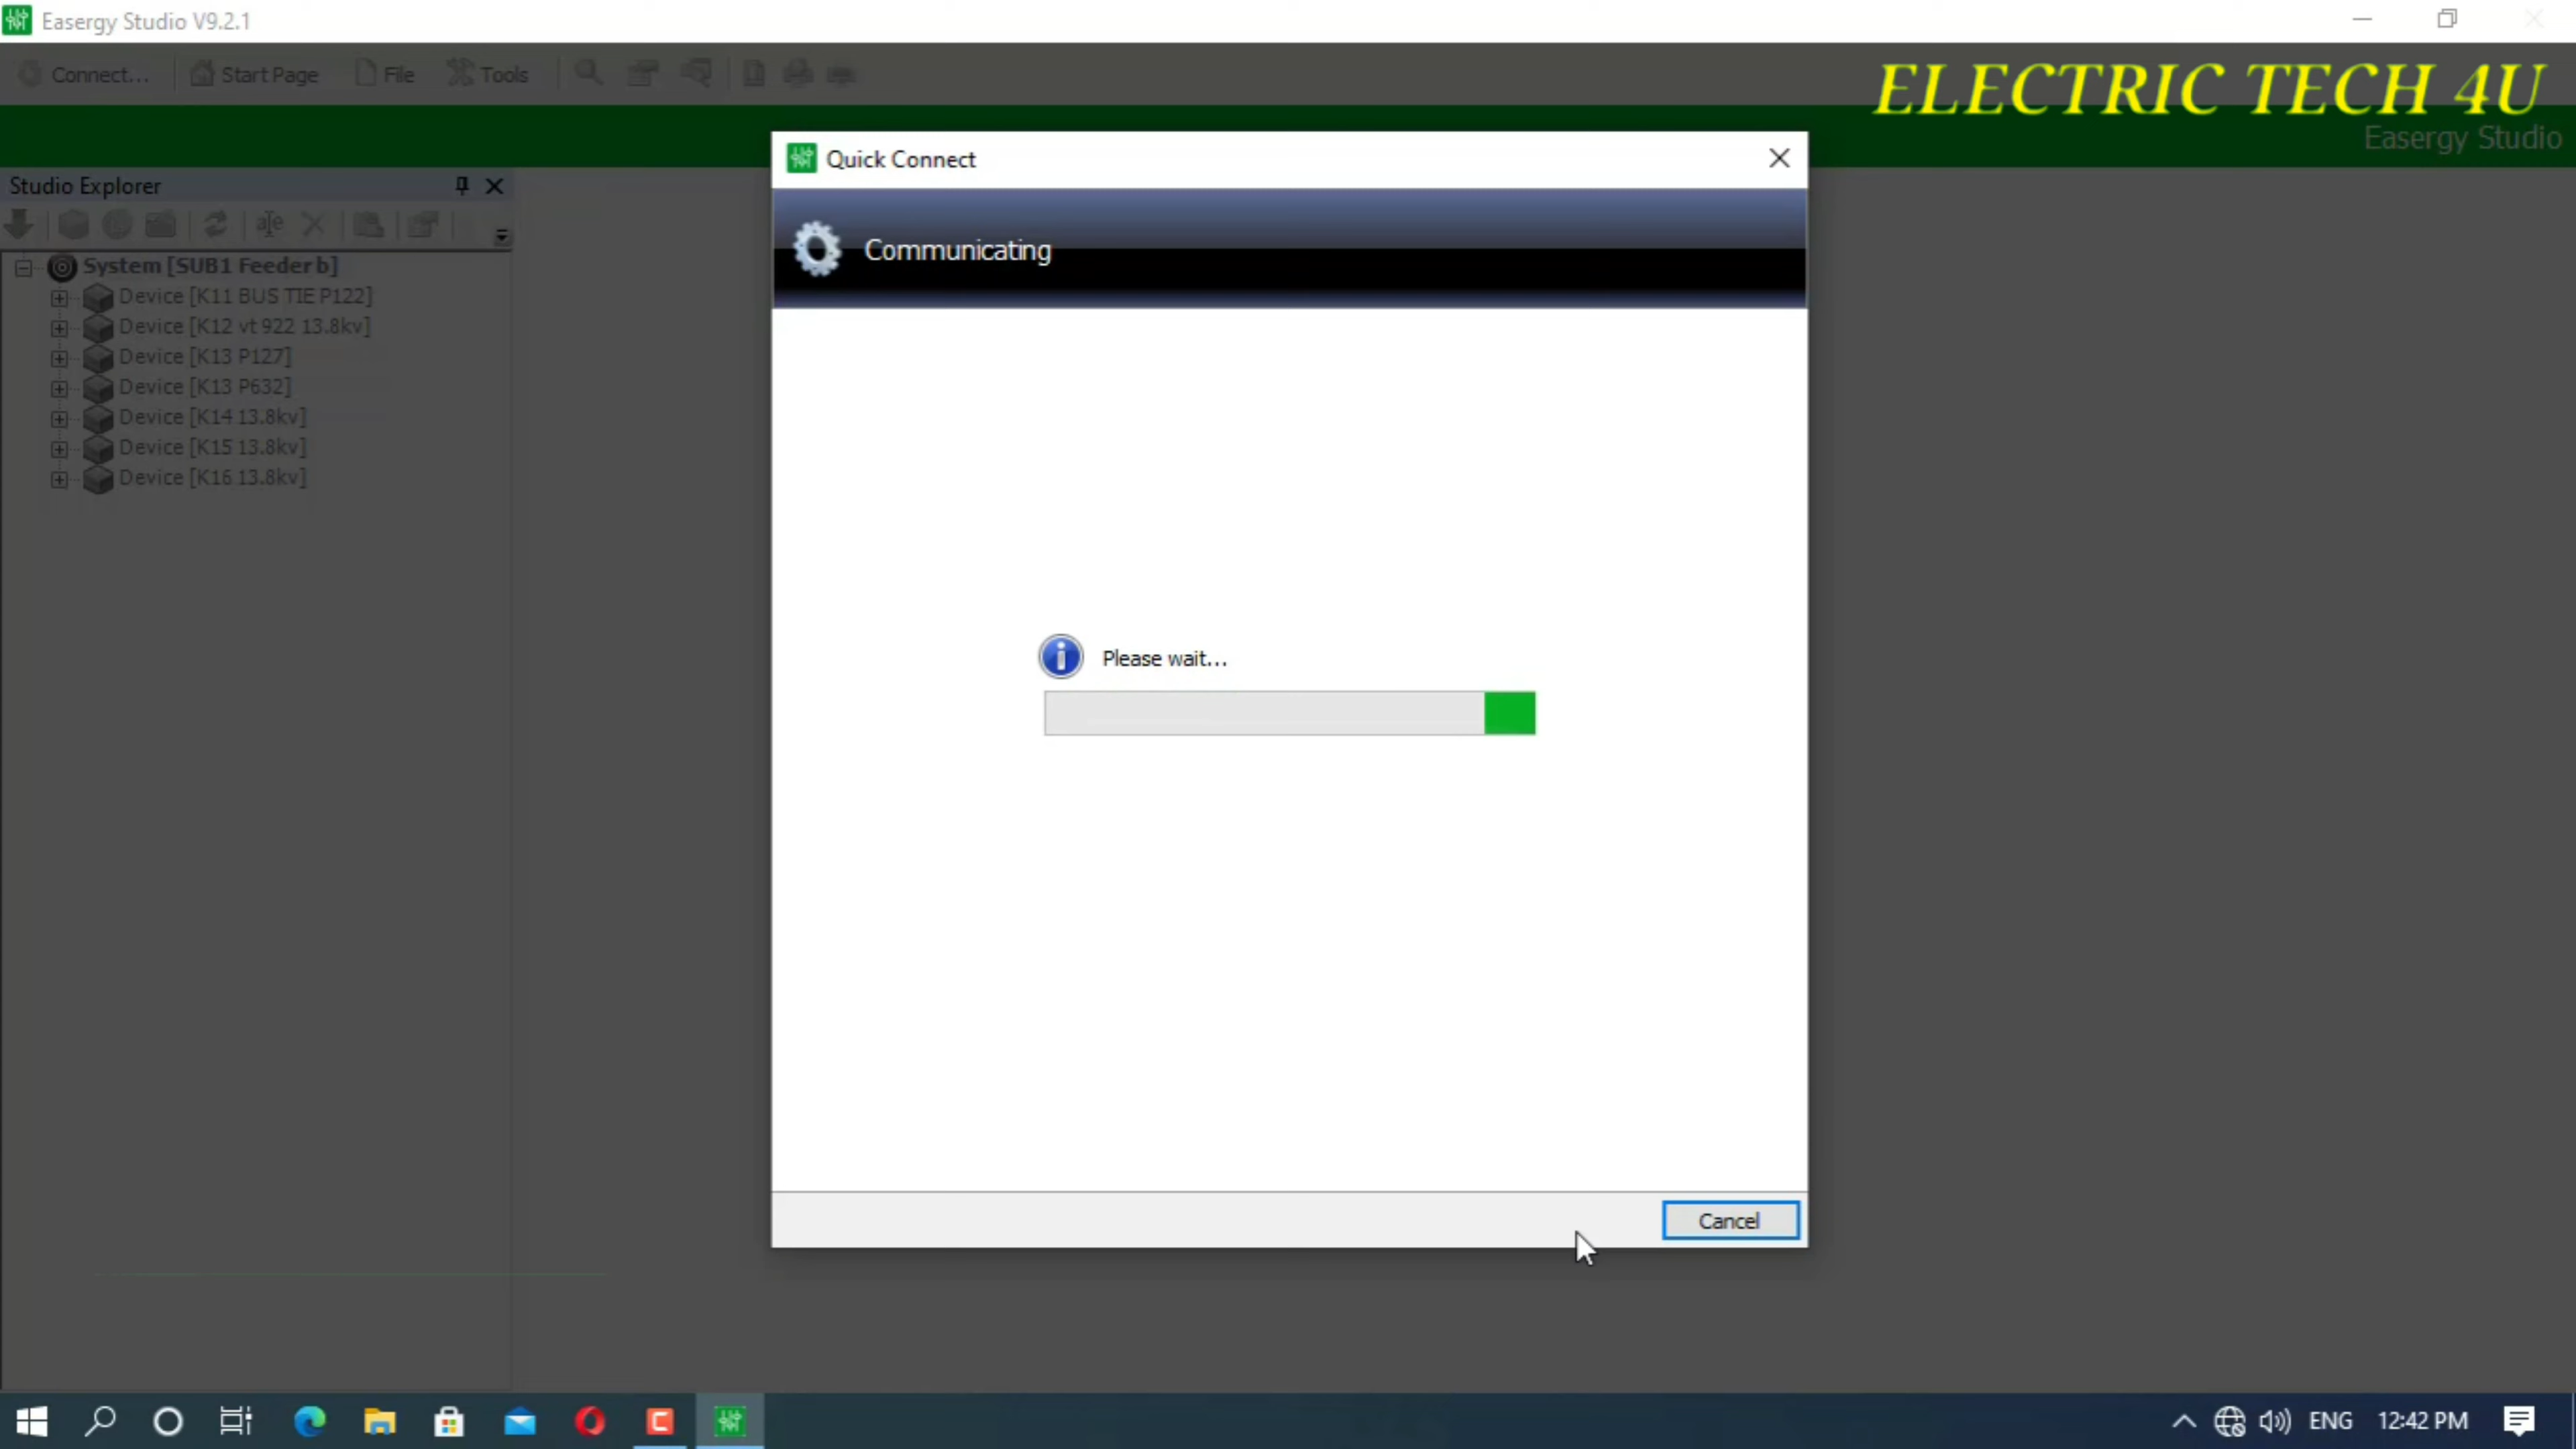 Easergy Studio V9.2.1
Connect... Start Page File Tools
ELECTRIC TECH 4U
Easergy Studio
Quick Connect
Studio Explorer
Communicating
System [SUB1 Feeder b]
Device [K11 BUS TIE P122]
Device [K12 vt 922 13.8kv]
Device [K13 P127]
Device [K13 P632]
Device [K14 13.8kv]
Device [K15 13.8kv]
Device [K16 13.8kv]
Please wait...
Cancel
ENG 12:42 PM